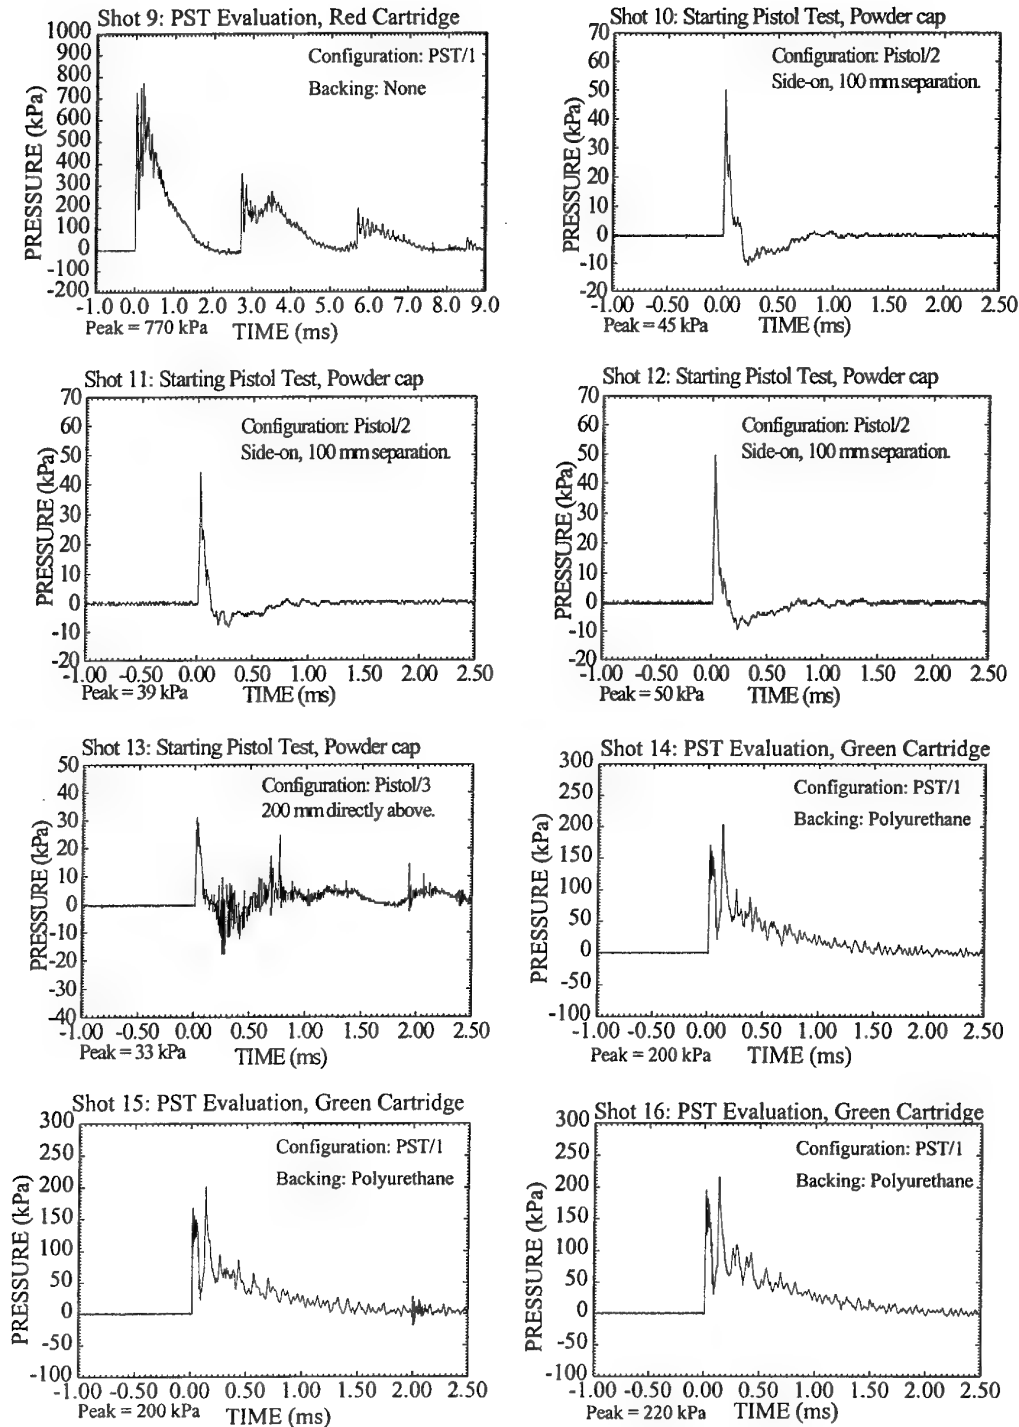 Shot 9: PST Evaluation, Red Cartridge
1000
900
800
700
600
500
400
300
200
100
0
-100
-200
PRESSURE (kPa)
Configuration: PST/1
Backing: None
-1.0 0.0 1.0 2.0 3.0 4.0 5.0 6.0 7.0 8.0 9.0
Peak = 770 kPa TIME (ms)
Shot 10: Starting Pistol Test, Powder cap
70
60
50
40
30
20
10
0
-10
-20
PRESSURE (kPa)
Configuration: Pistol/2
Side-on, 100 mm separation.
-1.00 -0.50 0.00 0.50 1.00 1.50 2.00 2.50
Peak = 45 kPa TIME (ms)
Shot 11: Starting Pistol Test, Powder cap
70
60
50
40
30
20
10
0
-10
-20
PRESSURE (kPa)
Configuration: Pistol/2
Side-on, 100 mm separation.
-1.00 -0.50 0.00 0.50 1.00 1.50 2.00 2.50
Peak = 39 kPa TIME (ms)
Shot 12: Starting Pistol Test, Powder cap
70
60
50
40
30
20
10
0
-10
-20
PRESSURE (kPa)
Configuration: Pistol/2
Side-on, 100 mm separation.
-1.00 -0.50 0.00 0.50 1.00 1.50 2.00 2.50
Peak = 50 kPa TIME (ms)
Shot 13: Starting Pistol Test, Powder cap
50
40
30
20
10
0
-10
-20
-30
-40
PRESSURE (kPa)
Configuration: Pistol/3
200 mm directly above.
-1.00 -0.50 0.00 0.50 1.00 1.50 2.00 2.50
Peak = 33 kPa TIME (ms)
Shot 14: PST Evaluation, Green Cartridge
300
250
200
150
100
50
0
-50
-100
PRESSURE (kPa)
Configuration: PST/1
Backing: Polyurethane
-1.00 -0.50 0.00 0.50 1.00 1.50 2.00 2.50
Peak = 200 kPa TIME (ms)
Shot 15: PST Evaluation, Green Cartridge
300
250
200
150
100
50
0
-50
-100
PRESSURE (kPa)
Configuration: PST/1
Backing: Polyurethane
-1.00 -0.50 0.00 0.50 1.00 1.50 2.00 2.50
Peak = 200 kPa TIME (ms)
Shot 16: PST Evaluation, Green Cartridge
300
250
200
150
100
50
0
-50
-100
PRESSURE (kPa)
Configuration: PST/1
Backing: Polyurethane
-1.00 -0.50 0.00 0.50 1.00 1.50 2.00 2.50
Peak = 220 kPa TIME (ms)